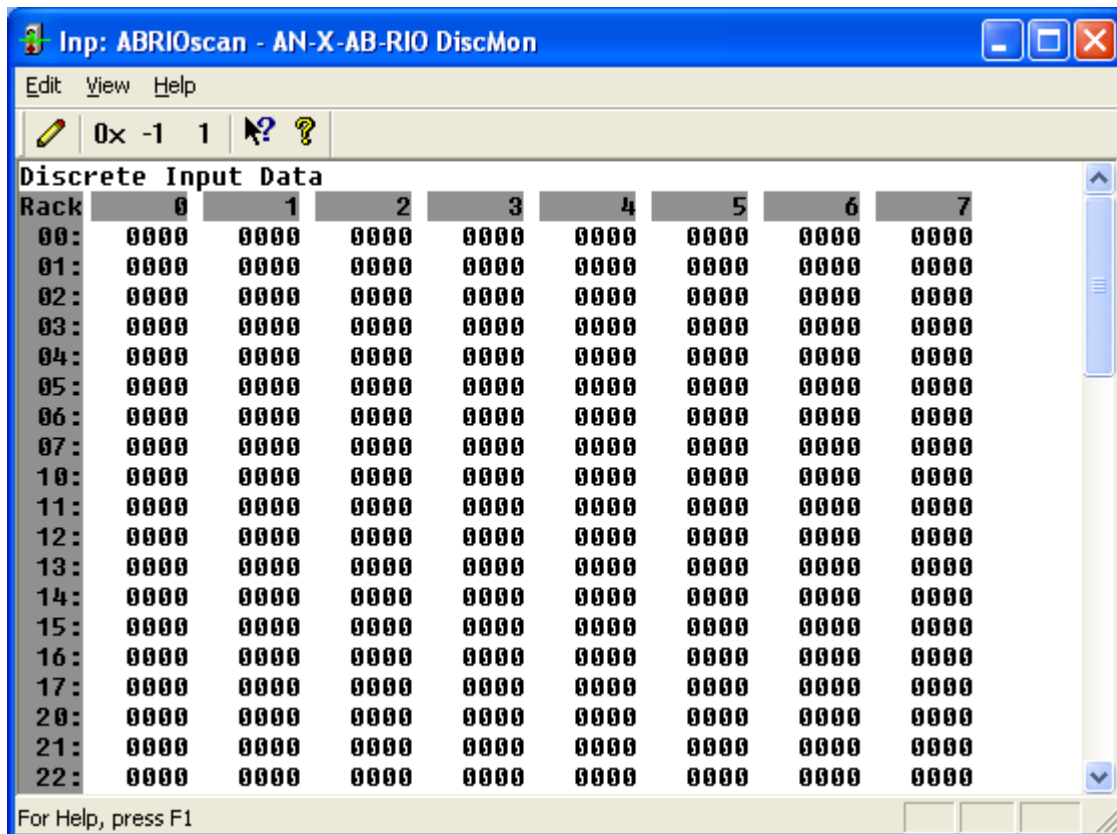 Inp: ABRIOscan - AN-X-AB-RIO DiscMon
Edit View Help
0x -1 1 ? ?
Discrete Input Data
Rack 0 1 2 3 4 5 6 7
00: 0000 0000 0000 0000 0000 0000 0000 0000
01: 0000 0000 0000 0000 0000 0000 0000 0000
02: 0000 0000 0000 0000 0000 0000 0000 0000
03: 0000 0000 0000 0000 0000 0000 0000 0000
04: 0000 0000 0000 0000 0000 0000 0000 0000
05: 0000 0000 0000 0000 0000 0000 0000 0000
06: 0000 0000 0000 0000 0000 0000 0000 0000
07: 0000 0000 0000 0000 0000 0000 0000 0000
10: 0000 0000 0000 0000 0000 0000 0000 0000
11: 0000 0000 0000 0000 0000 0000 0000 0000
12: 0000 0000 0000 0000 0000 0000 0000 0000
13: 0000 0000 0000 0000 0000 0000 0000 0000
14: 0000 0000 0000 0000 0000 0000 0000 0000
15: 0000 0000 0000 0000 0000 0000 0000 0000
16: 0000 0000 0000 0000 0000 0000 0000 0000
17: 0000 0000 0000 0000 0000 0000 0000 0000
20: 0000 0000 0000 0000 0000 0000 0000 0000
21: 0000 0000 0000 0000 0000 0000 0000 0000
22: 0000 0000 0000 0000 0000 0000 0000 0000
For Help, press F1